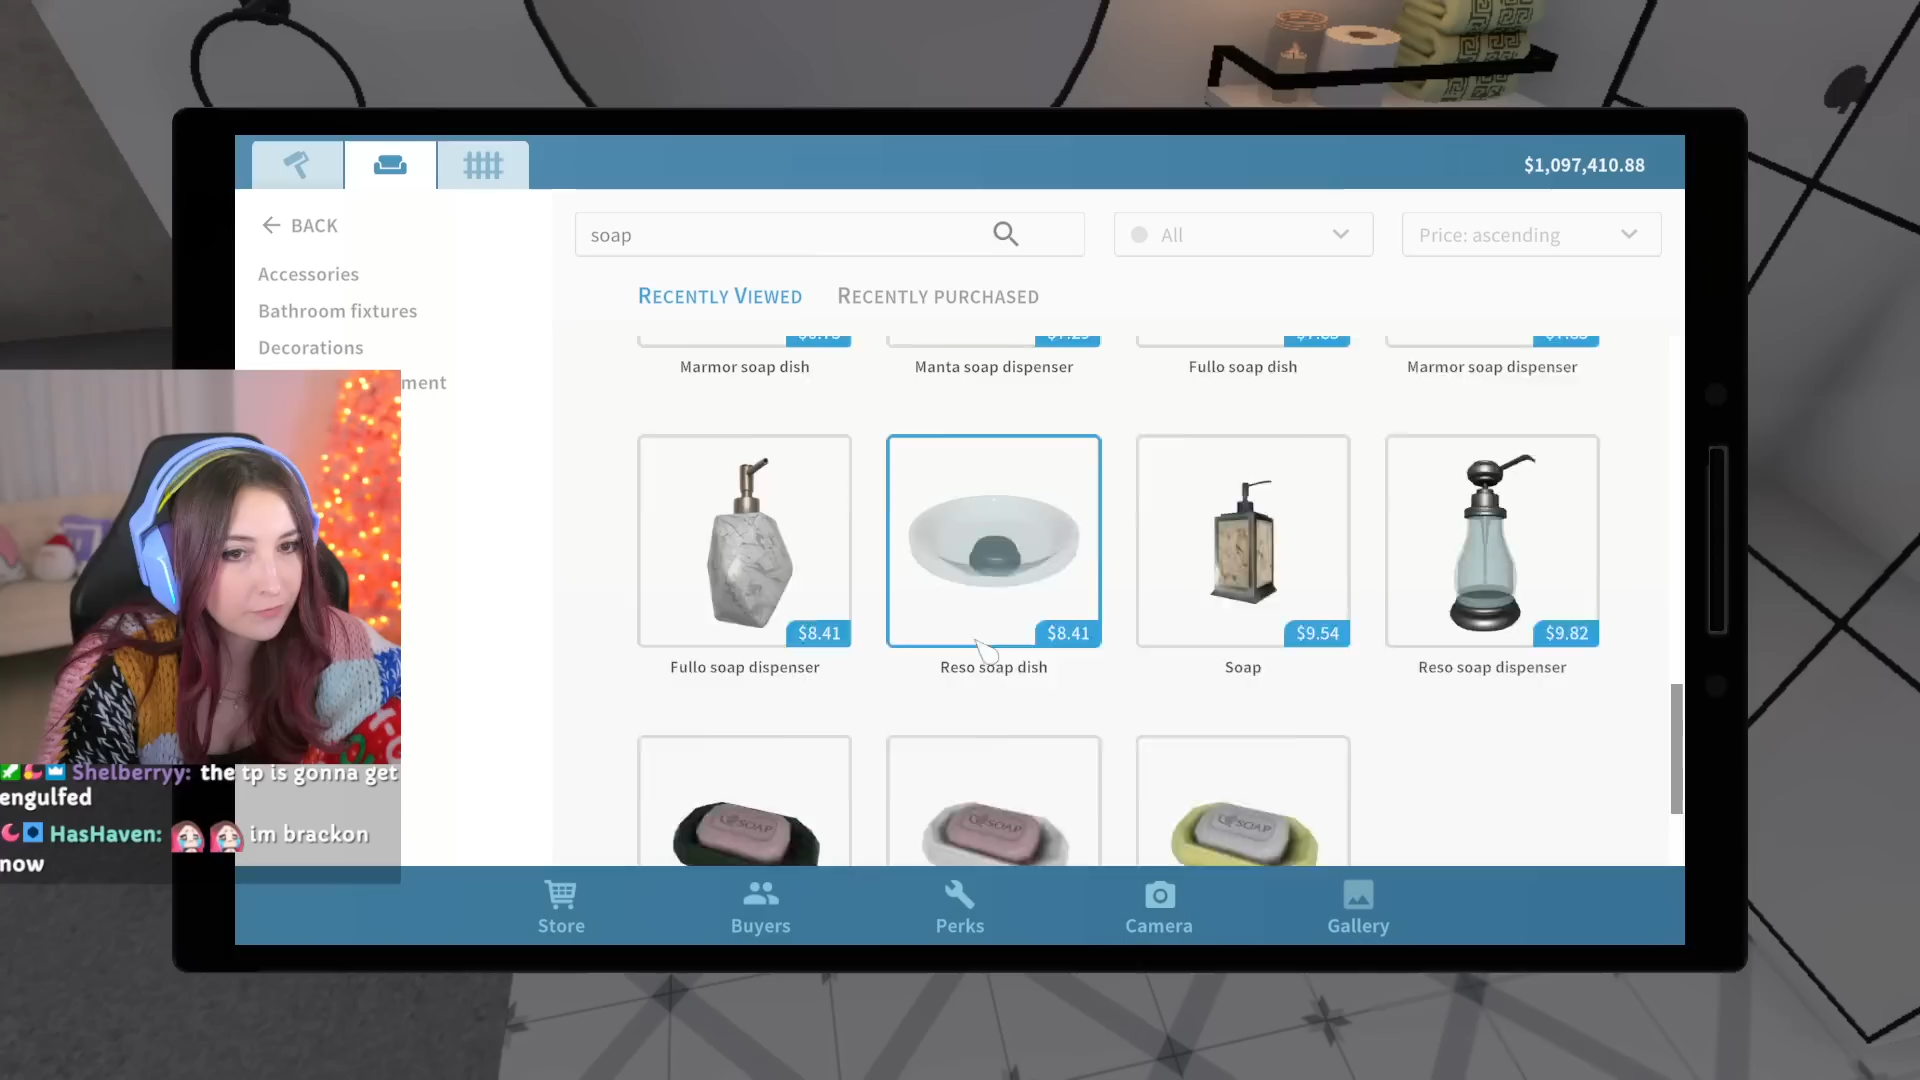 $1,097,410.88
BACK
soap
All
Price: ascending
Accessories
Bathroom fixtures
Decorations
ment
RECENTLY VIEWED
RECENTLY PURCHASED
Marmor soap dish
Manta soap dispenser
Fullo soap dish
Marmor soap dispenser
$8.41
$8.41
$9.54
$9.82
Fullo soap dispenser
Reso soap dish
Soap
Reso soap dispenser
SOAP
SOAP
SOAP
Shelberryy: the tp is gonna get
engulfed
HasHaven: im brackon
now
Store
Buyers
Perks
Camera
Gallery